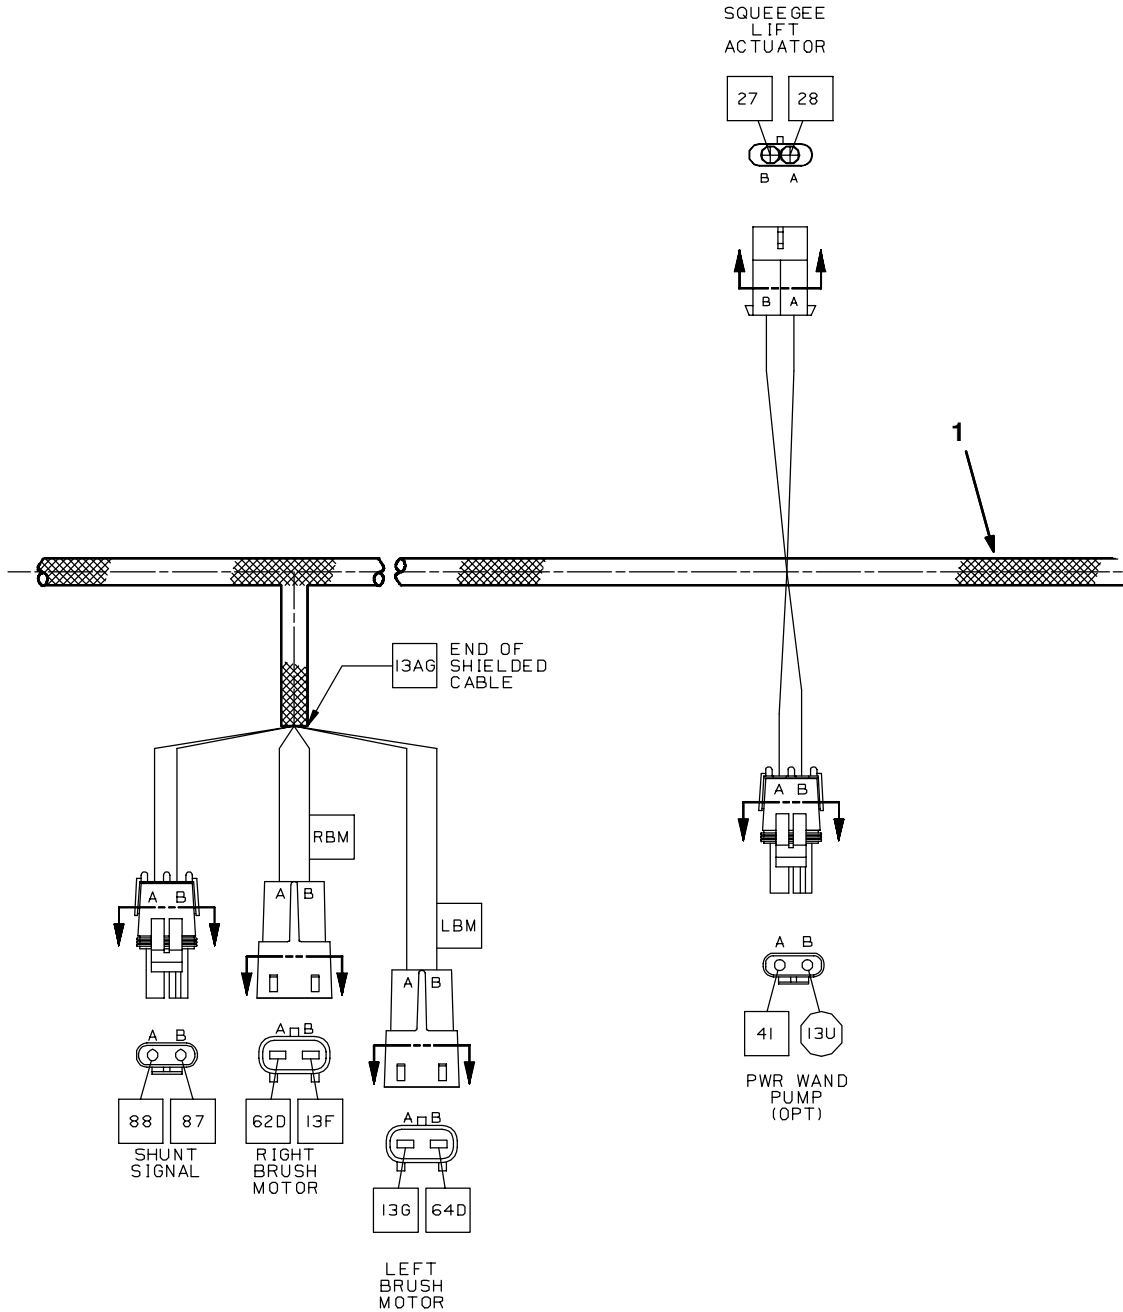 SQUEEGEE
LIFT
ACTUATOR
27 28
B A
B A
1
13AG
END OF
SHIELDED
CABLE
A B
RBM
A B
A B
LBM
A B
A B
A B
41 13U
PWR WAND
PUMP
(OPT)
A B
88 87
SHUNT
SIGNAL
A B
62D 13F
RIGHT
BRUSH
MOTOR
A B
13G 64D
LEFT
BRUSH
MOTOR